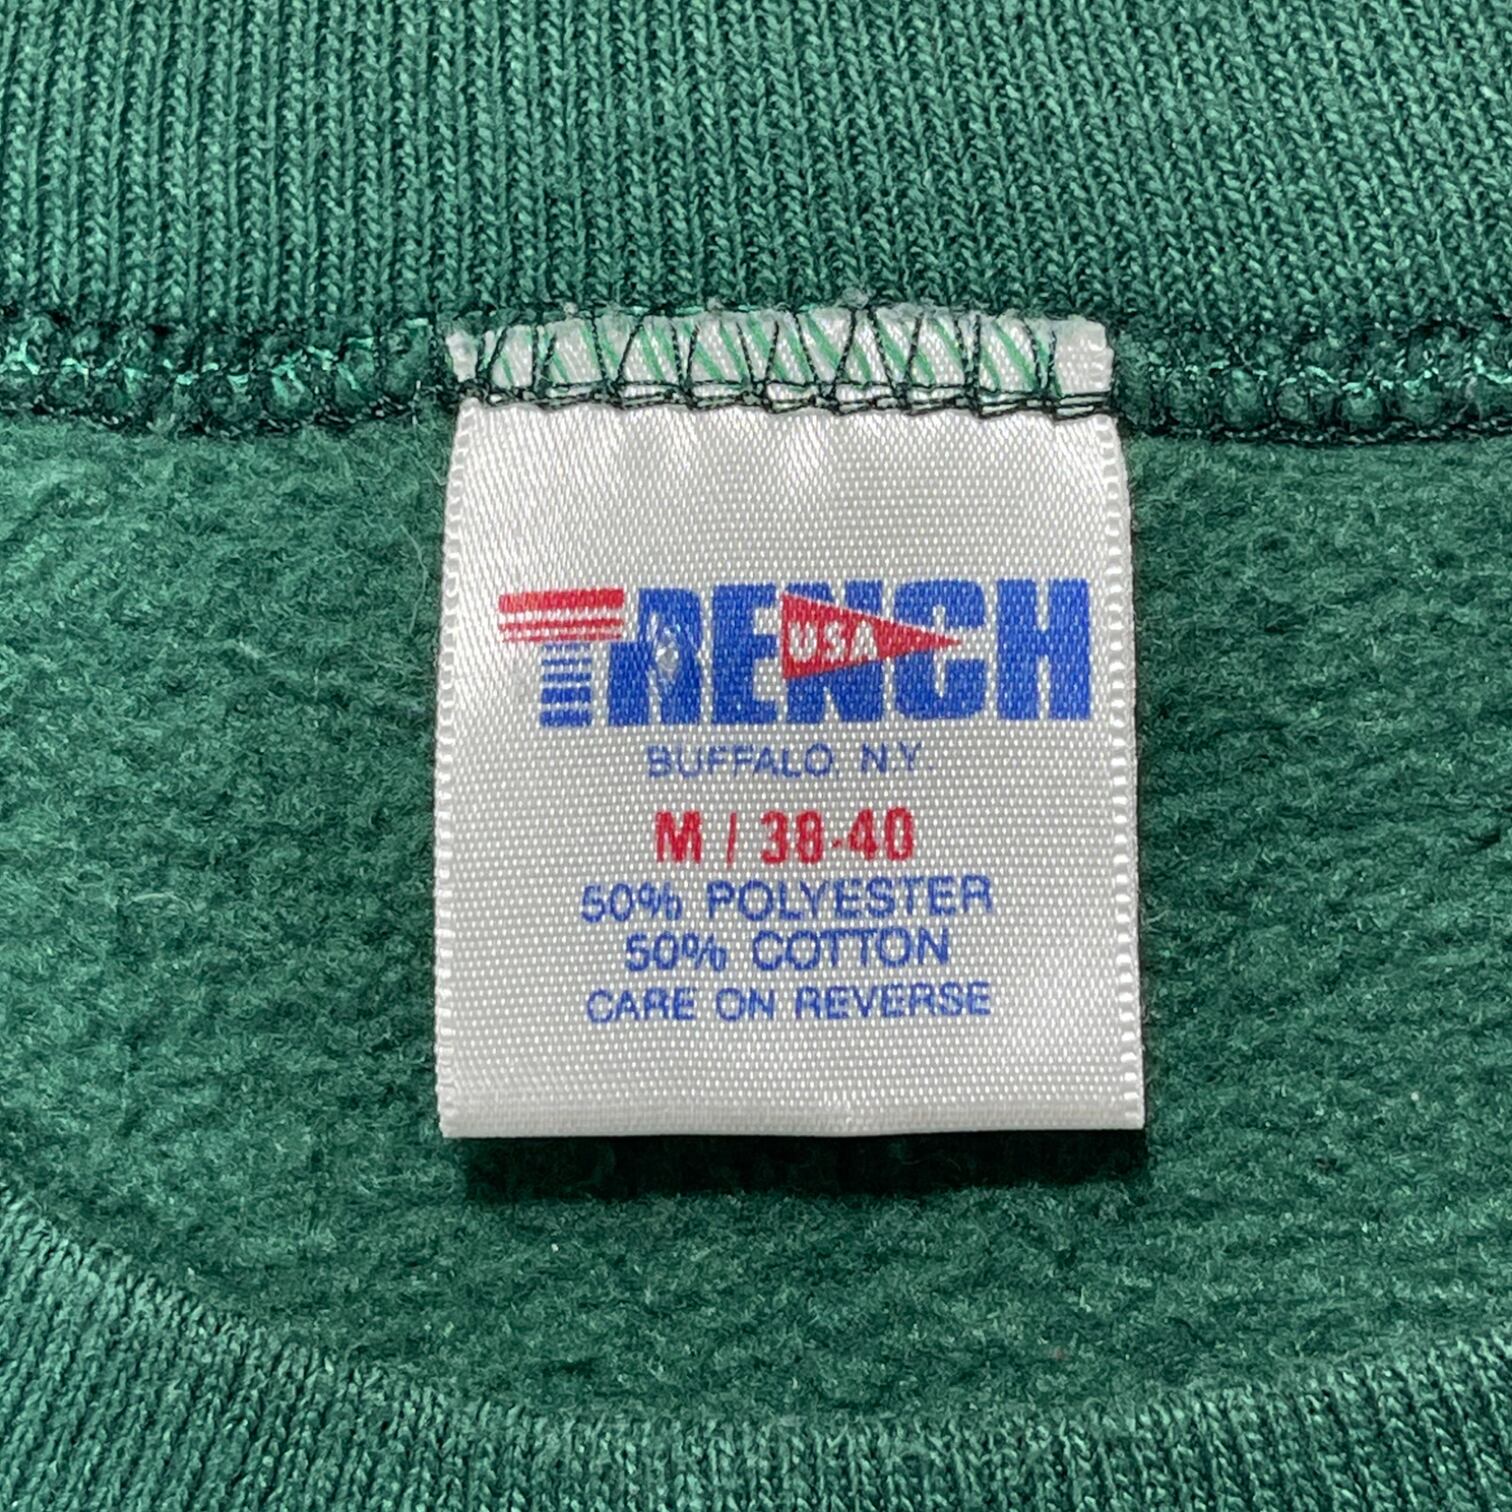 TRENCH
USA
BUFFALO, N.Y.
M / 38-40
50% POLYESTER
50% COTTON
CARE ON REVERSE